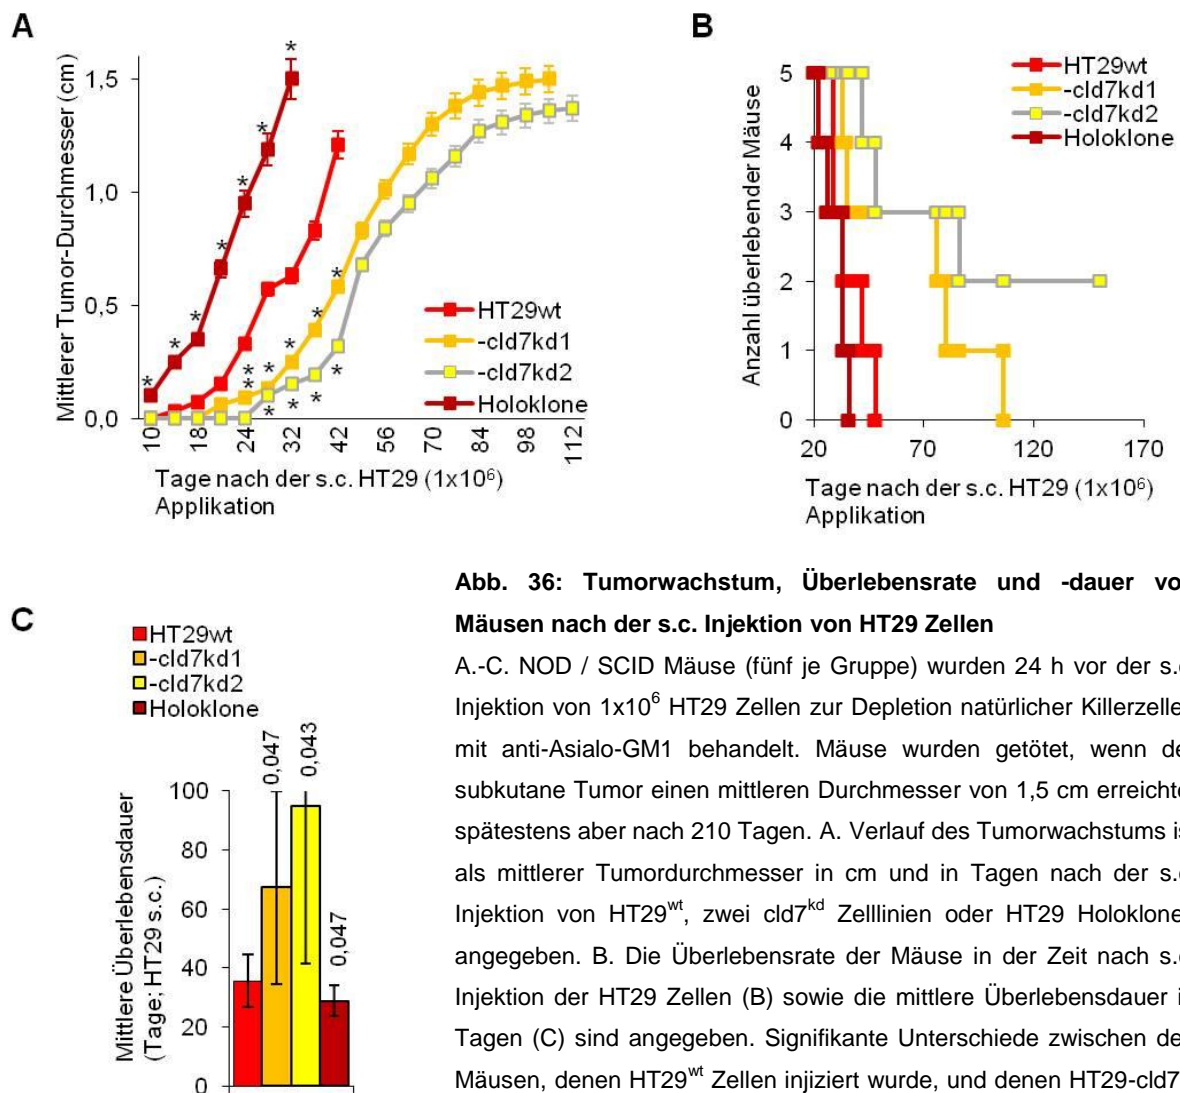 A
B
*
1,5
1,0
0,5
0,0
Mittlerer Tumor-Durchmesser (cm)
HT29wt
-cld7kd1
-cld7kd2
Holoklone
10
18
24
32
42
56
70
84
98
112
Tage nach der s.c. HT29 (1x10⁶)
Applikation
HT29wt
-cld7kd1
-cld7kd2
Holoklone
5
4
3
2
1
0
Anzahl überlebender Mäuse
20
70
120
170
Tage nach der s.c. HT29 (1x10⁶)
Applikation
C
HT29wt
-cld7kd1
-cld7kd2
Holoklone
0,047
0,043
0,047
100
80
60
40
20
0
Mittlere Überlebensdauer
(Tage; HT29 s.c.)
Abb. 36: Tumorwachstum, Überlebensrate und -dauer vo
Mäusen nach der s.c. Injektion von HT29 Zellen
A.-C. NOD / SCID Mäuse (fünf je Gruppe) wurden 24 h vor der s.c
Injektion von 1x10⁶ HT29 Zellen zur Depletion natürlicher Killerzelle
mit anti-Asialo-GM1 behandelt. Mäuse wurden getötet, wenn de
subkutane Tumor einen mittleren Durchmesser von 1,5 cm erreichte
spätestens aber nach 210 Tagen. A. Verlauf des Tumorwachstums is
als mittlerer Tumordurchmesser in cm und in Tagen nach der s.c
Injektion von HT29ʷᵗ, zwei cld7ᵏᵈ Zelllinien oder HT29 Holoklone
angegeben. B. Die Überlebensrate der Mäuse in der Zeit nach s.c
Injektion der HT29 Zellen (B) sowie die mittlere Überlebensdauer i
Tagen (C) sind angegeben. Signifikante Unterschiede zwischen de
Mäusen, denen HT29ʷᵗ Zellen injiziert wurde, und denen HT29-cld7